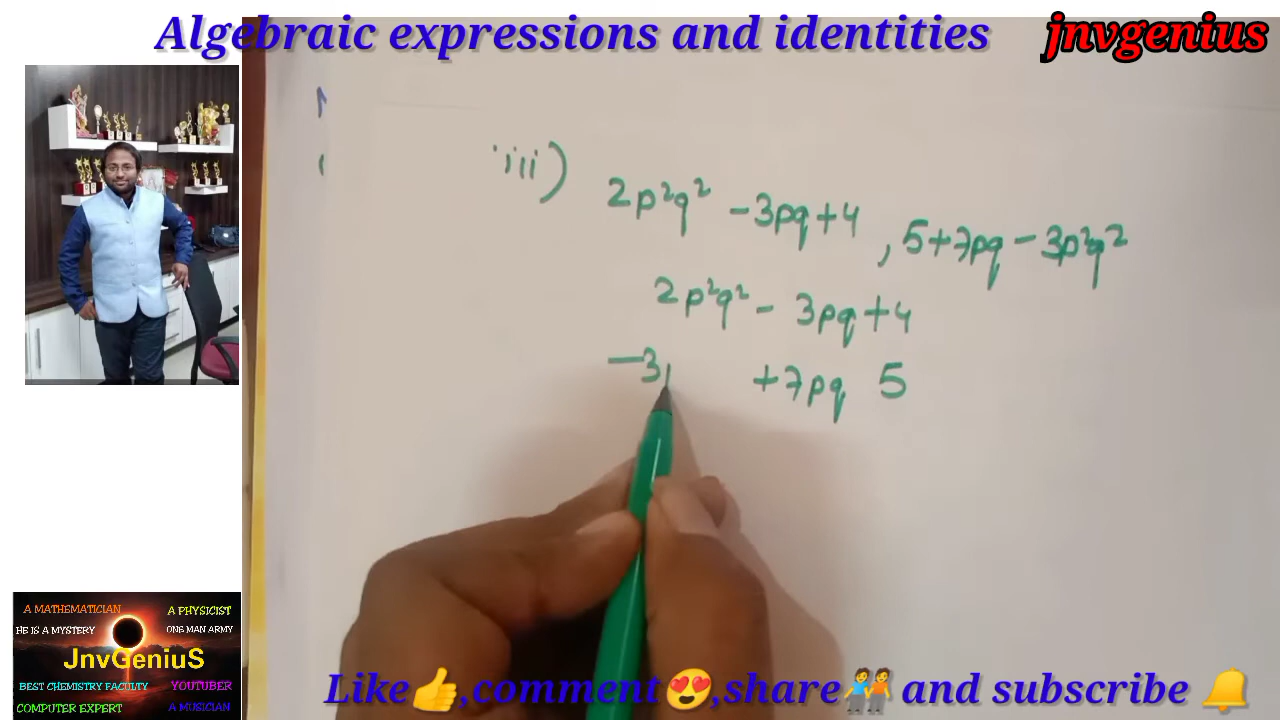 Algebraic expressions and identities
jnvgenius
iii) 2p²q² - 3pq + 4 , 5 + 7pq - 3p²q²
2p²q² - 3pq + 4
- 3 + 7pq 5
A MATHEMATICIAN A PHYSICIST
HE IS A MYSTERY ONE MAN ARMY
JnvGeniuS
BEST CHEMISTRY FACULTY YOUTUBER
COMPUTER EXPERT A MUSICIAN
Like👍,comment😍,share👬 and subscribe 🔔